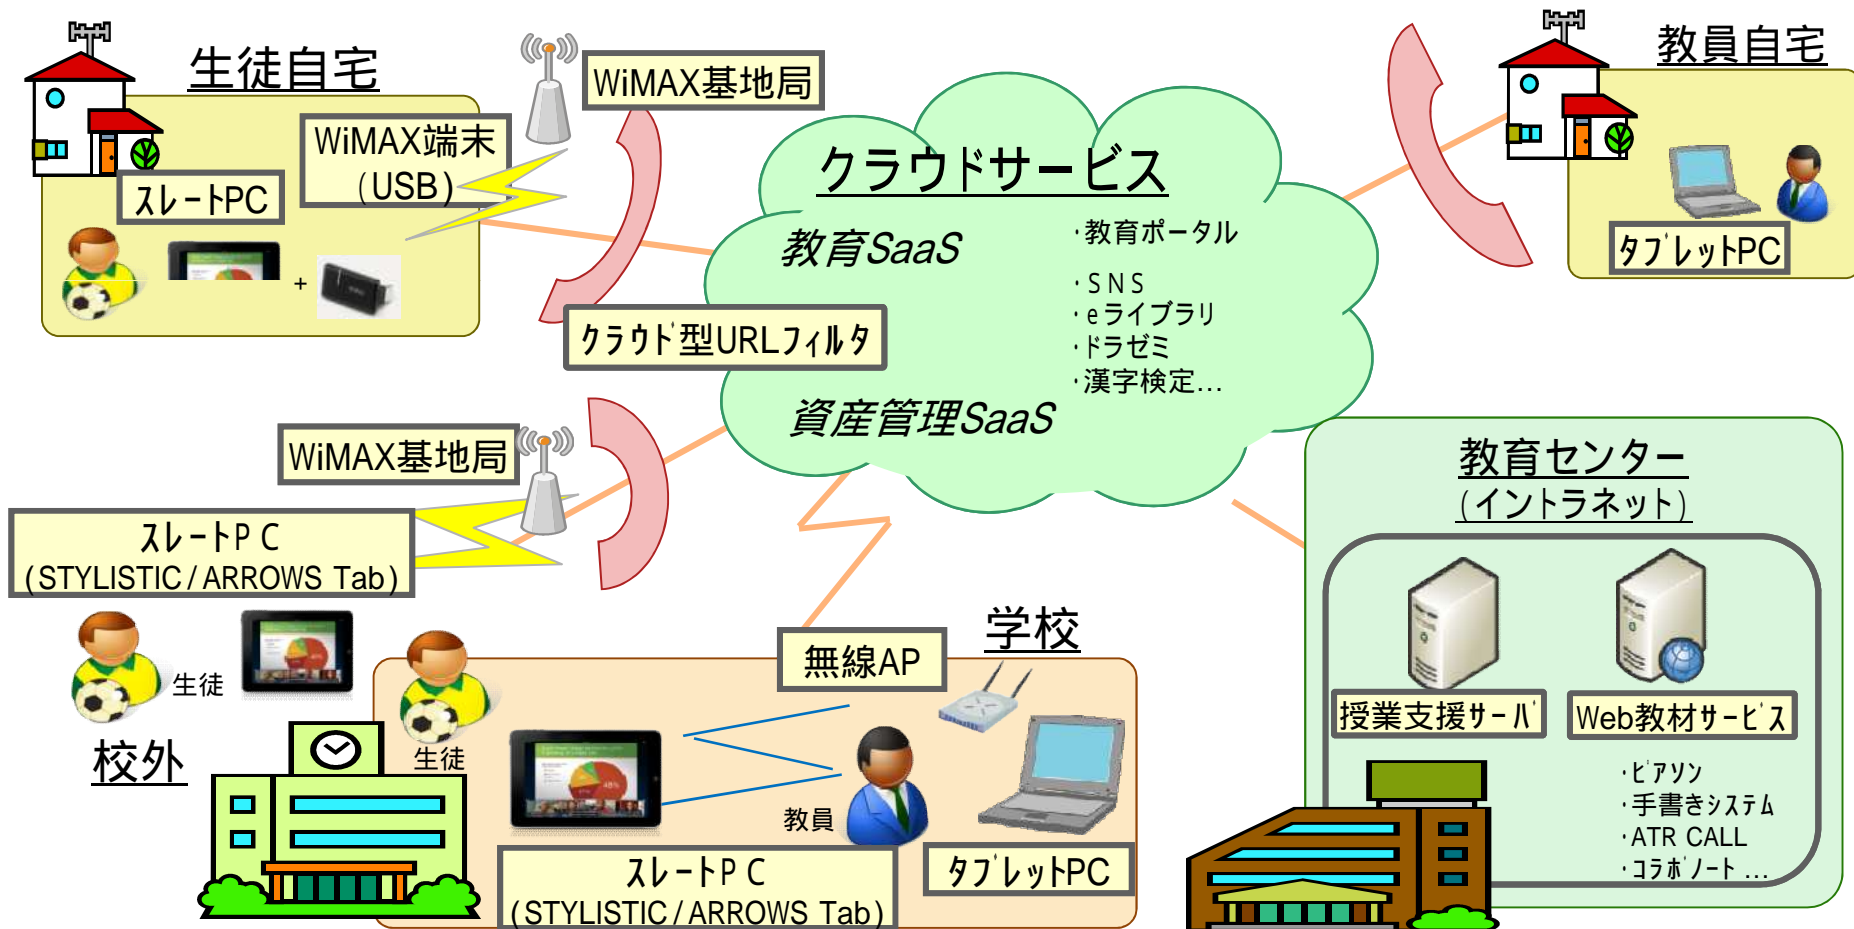 生徒自宅
WiMAX基地局
教員自宅
WiMAX端末
(USB)
スレートPC
+
クラウドサービス
教育SaaS
・教育ポータル
・SNS
・eライブラリ
・ドラゼミ
・漢字検定…
資産管理SaaS
タブレットPC
クラウド型URLフィルタ
WiMAX基地局
スレートPC
(STYLISTIC/ARROWS Tab)
生徒
校外
教育センター
(イントラネット)
授業支援サーバ
Web教材サービス
・ピアソン
・手書きシステム
・ATR CALL
・コラボノート…
学校
無線AP
生徒
教員
スレートPC
(STYLISTIC/ARROWS Tab)
タブレットPC